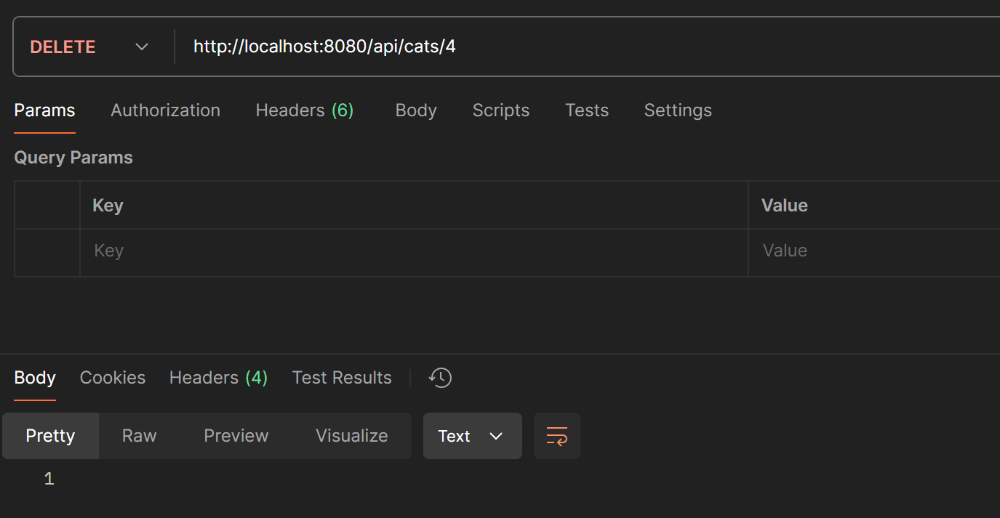 DELETE http://localhost:8080/api/cats/4
Params Authorization Headers (6) Body Scripts Tests Settings
Query Params
Key Value
Key Value
Body Cookies Headers (4) Test Results
Pretty Raw Preview Visualize Text
1